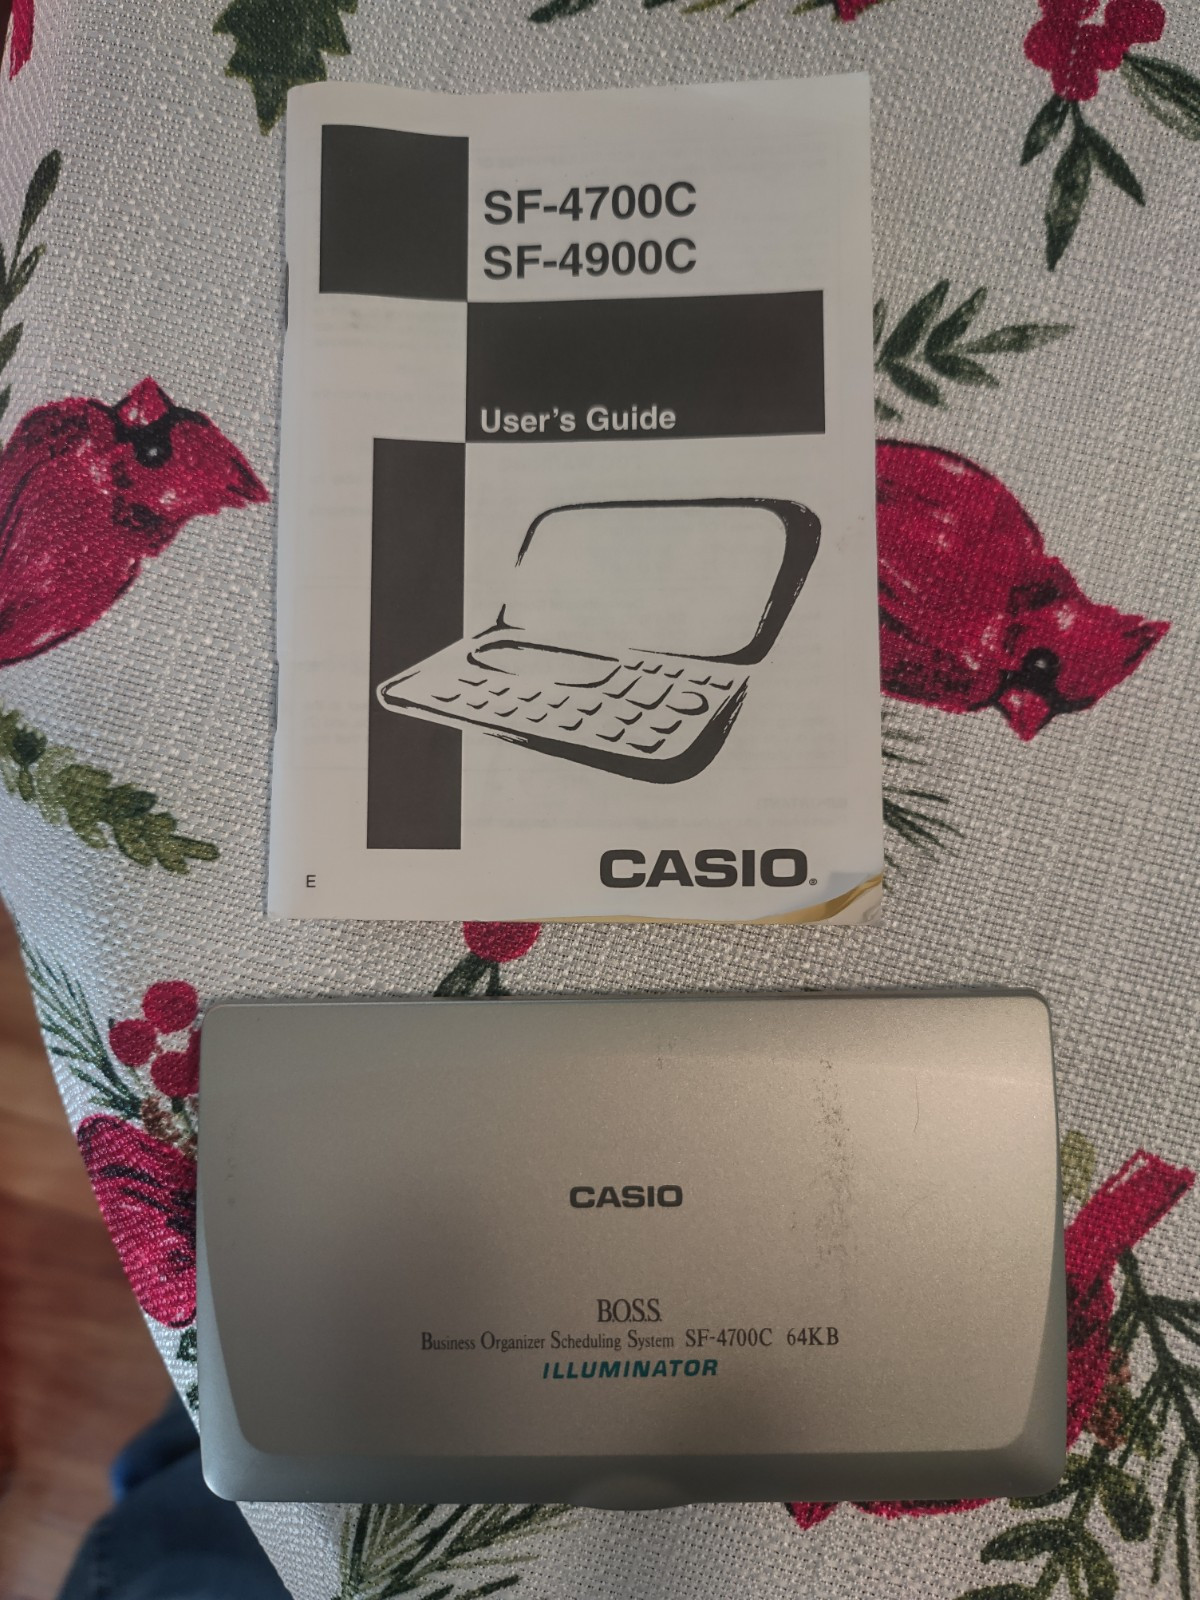 SF-4700C
SF-4900C
User's Guide
E
CASIO®
CASIO
B.O.S.S.
Business Organizer Scheduling System SF-4700C 64KB
ILLUMINATOR